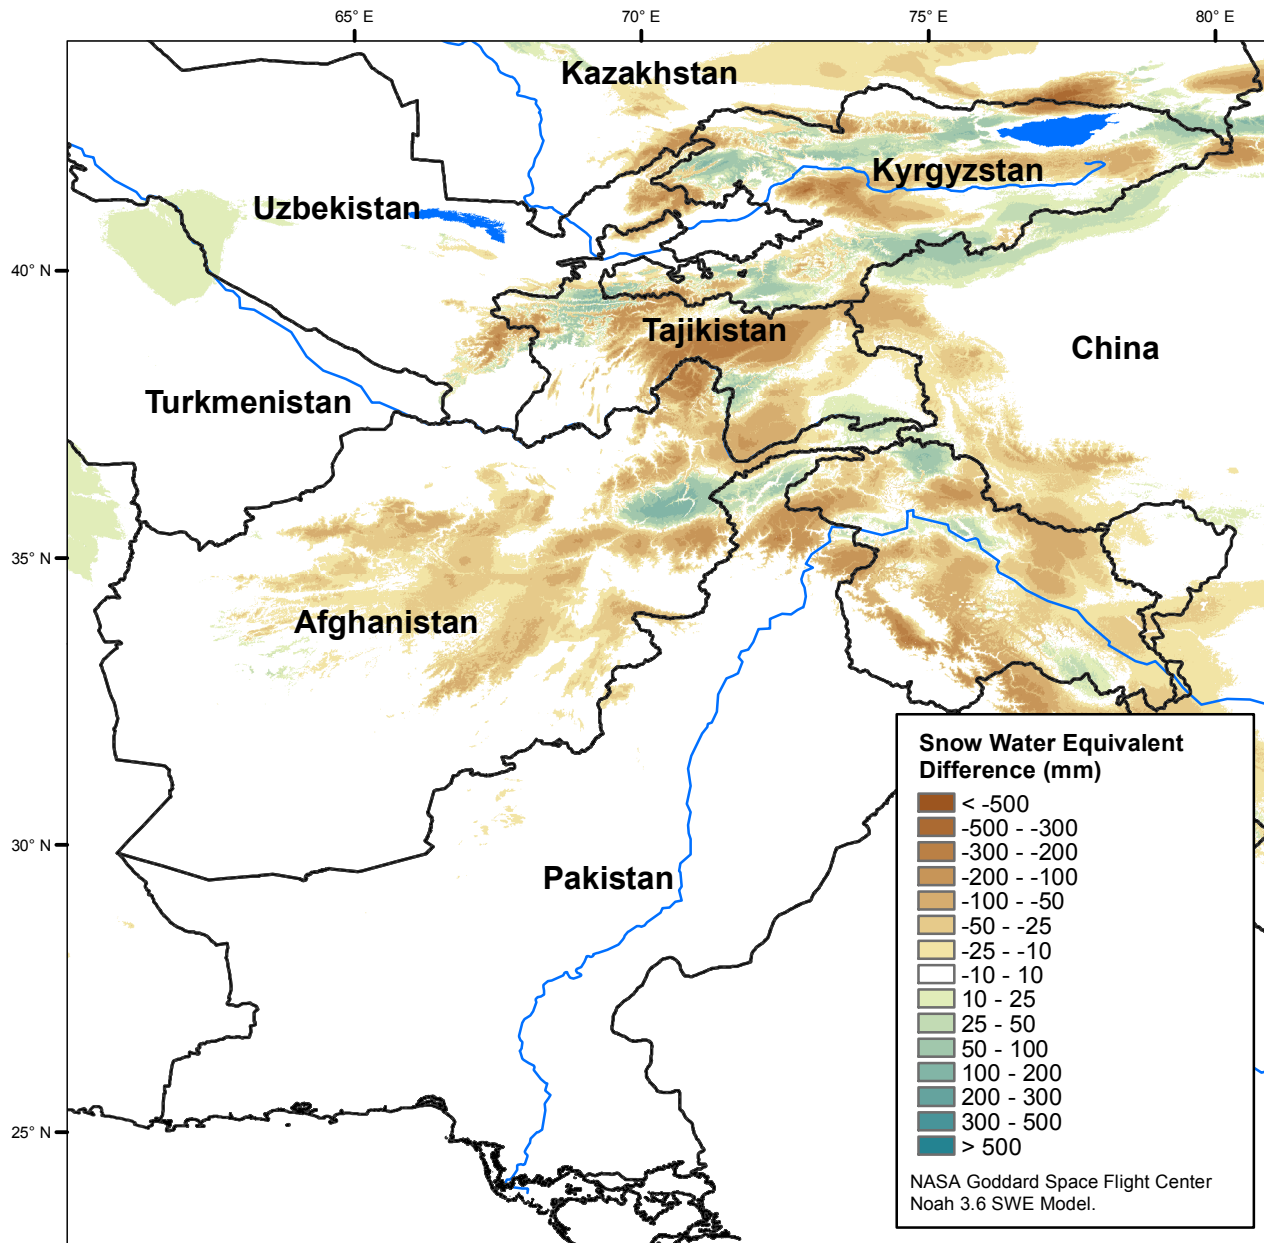 65° E
70° E
75° E
80° E
Kazakhstan
Kyrgyzstan
Uzbekistan
40° N
Tajikistan
China
Turkmenistan
35° N
Afghanistan
Snow Water Equivalent
Difference (mm)
< -500
-500 - -300
-300 - -200
-200 - -100
-100 - -50
-50 - -25
-25 - -10
-10 - 10
10 - 25
25 - 50
50 - 100
100 - 200
200 - 300
300 - 500
> 500
30° N
Pakistan
25° N
NASA Goddard Space Flight Center
Noah 3.6 SWE Model.